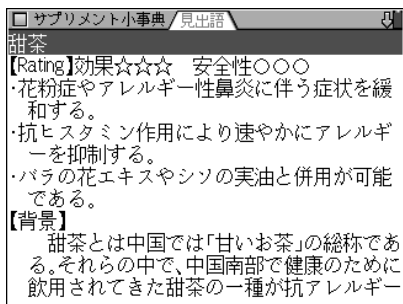 サプリメント小事典 見出語
甜茶
【Rating】効果☆☆☆ 安全性○○○
・花粉症やアレルギー性鼻炎に伴う症状を緩
和する。
・抗ヒスタミン作用により速やかにアレルギ
ーを抑制する。
・バラの花エキスやシソの実油と併用が可能
である。
【背景】
甜茶とは中国では「甘いお茶」の総称であ
る。それらの中で、中国南部で健康のために
飲用されてきた甜茶の一種が抗アレルギー